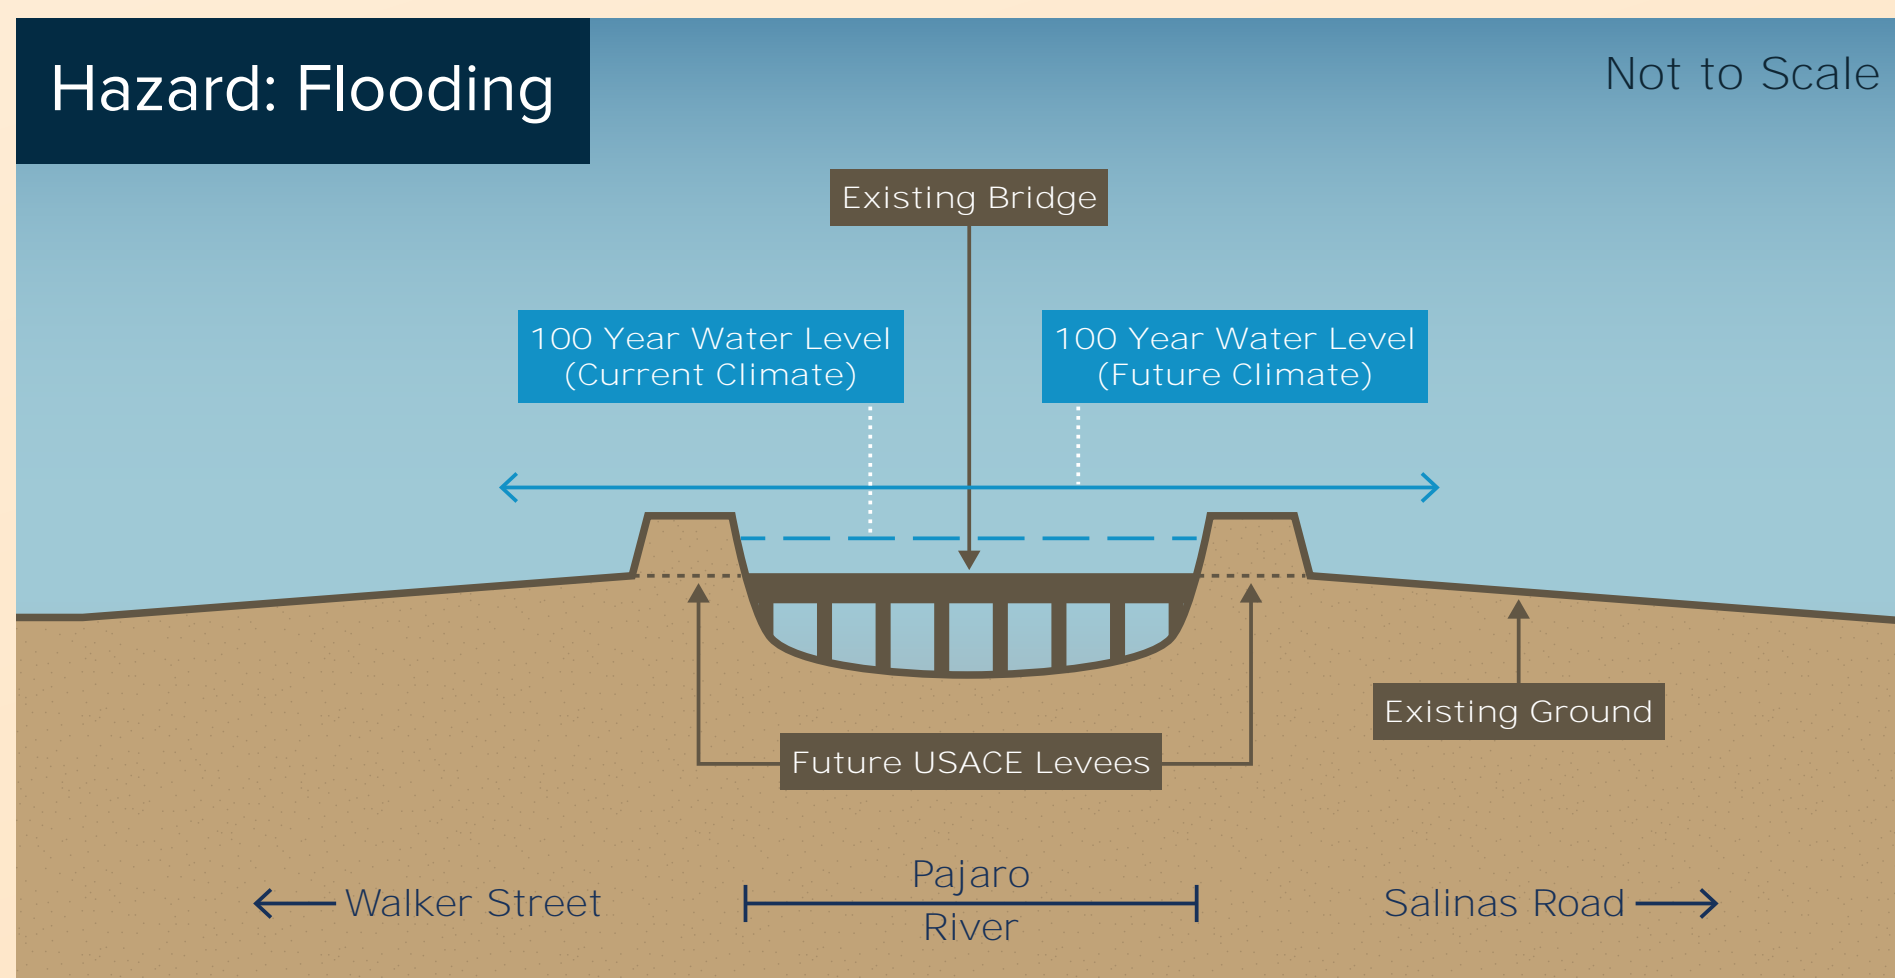 Hazard: Flooding
Not to Scale
Existing Bridge
100 Year Water Level
(Current Climate)
100 Year Water Level
(Future Climate)
Existing Ground
Future USACE Levees
Walker Street
Pajaro
River
Salinas Road